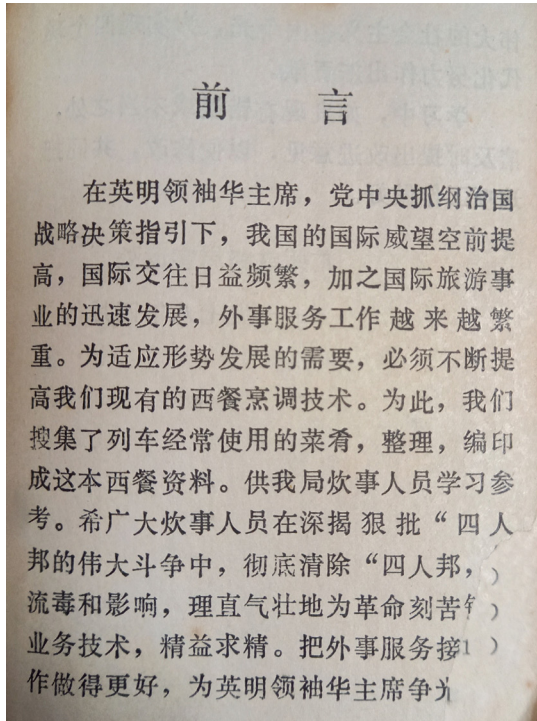 前言
在英明领袖华主席，党中央抓纲治国
战略决策指引下，我国的国际威望空前提
高，国际交往日益频繁，加之国际旅游事
业的迅速发展，外事服务工作越来越繁
重。为适应形势发展的需要，必须不断提
高我们现有的西餐烹调技术。为此，我们
搜集了列车经常使用的菜肴，整理，编印
成这本西餐资料。供我局炊事人员学习参
考。希广大炊事人员在深揭狠批“四人
邦的伟大斗争中，彻底清除“四人邦，
流毒和影响，理直气壮地为革命刻苦
业务技术，精益求精。把外事服务接
作做得更好，为英明领袖华主席争光